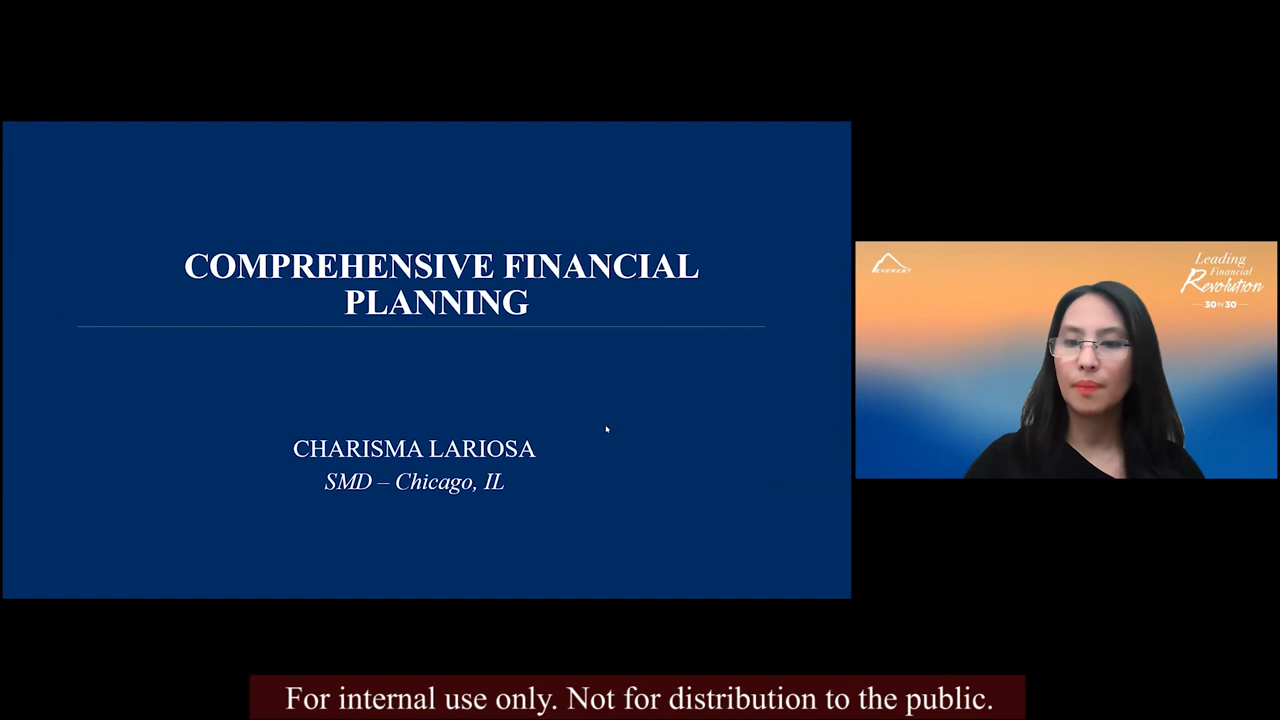 COMPREHENSIVE FINANCIAL
PLANNING
CHARISMA LARIOSA
SMD – Chicago, IL
EVEREST
Leading
Financial
Revolution
30 by 30
For internal use only. Not for distribution to the public.